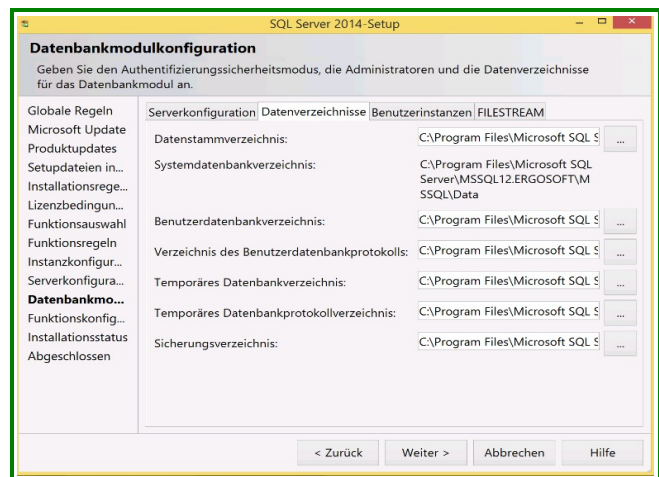 SQL Server 2014-Setup
Datenbankmodulkonfiguration
Geben Sie den Authentifizierungssicherheitsmodus, die Administratoren und die Datenverzeichnisse
für das Datenbankmodul an.
Globale Regeln
Microsoft Update
Produktupdates
Setupdateien in...
Installationsrege...
Lizenzbedingun...
Funktionsauswahl
Funktionsregeln
Instanzkonfigur...
Serverkonfigura...
Datenbankmo...
Funktionskonfig...
Installationsstatus
Abgeschlossen
Serverkonfiguration Datenverzeichnisse Benutzerinstanzen FILESTREAM
Datenstammverzeichnis: C:\Program Files\Microsoft SQL S ...
Systemdatenbankverzeichnis: C:\Program Files\Microsoft SQL
Server\MSSQL12.ERGOSOFT\M
SSQL\Data
Benutzerdatenbankverzeichnis: C:\Program Files\Microsoft SQL S ...
Verzeichnis des Benutzerdatenbankprotokolls: C:\Program Files\Microsoft SQL S ...
Temporäres Datenbankverzeichnis: C:\Program Files\Microsoft SQL S ...
Temporäres Datenbankprotokollverzeichnis: C:\Program Files\Microsoft SQL S ...
Sicherungsverzeichnis: C:\Program Files\Microsoft SQL S ...
< Zurück Weiter > Abbrechen Hilfe